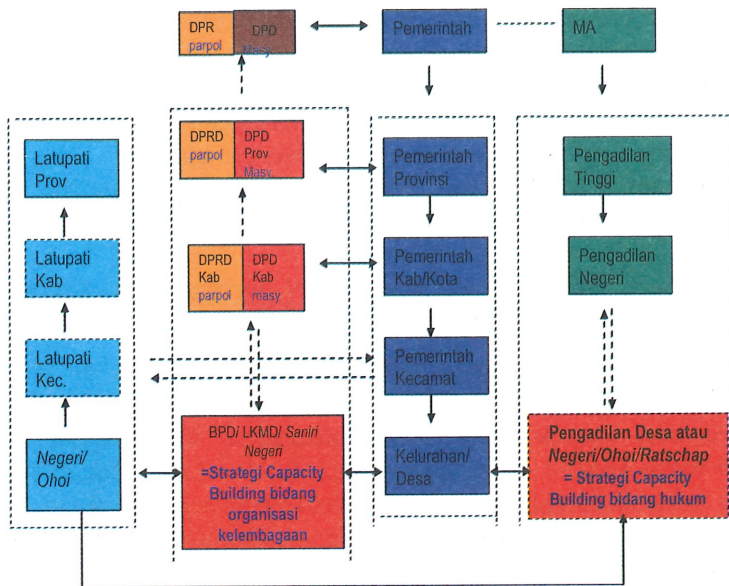 DPR
parpol
DPD
Masy.
Pemerintah
MA
Latupati
Prov
DPRD
parpol
DPD
Prov
Masy.
Pemerintah
Provinsi
Pengadilan
Tinggi
Latupati
Kab
DPRD
Kab
parpol
DPD
Kab
masy
Pemerintah
Kab/Kota
Pengadilan
Negeri
Latupati
Kec.
Pemerintah
Kecamat
Negeri/
Ohoi
BPD/ LKMD/ Saniri
Negeri
=Strategi Capacity
Building bidang
organisasi
kelembagaan
Kelurahan/
Desa
Pengadilan Desa atau
Negeri/Ohoi/Ratschap
= Strategi Capacity
Building bidang hukum